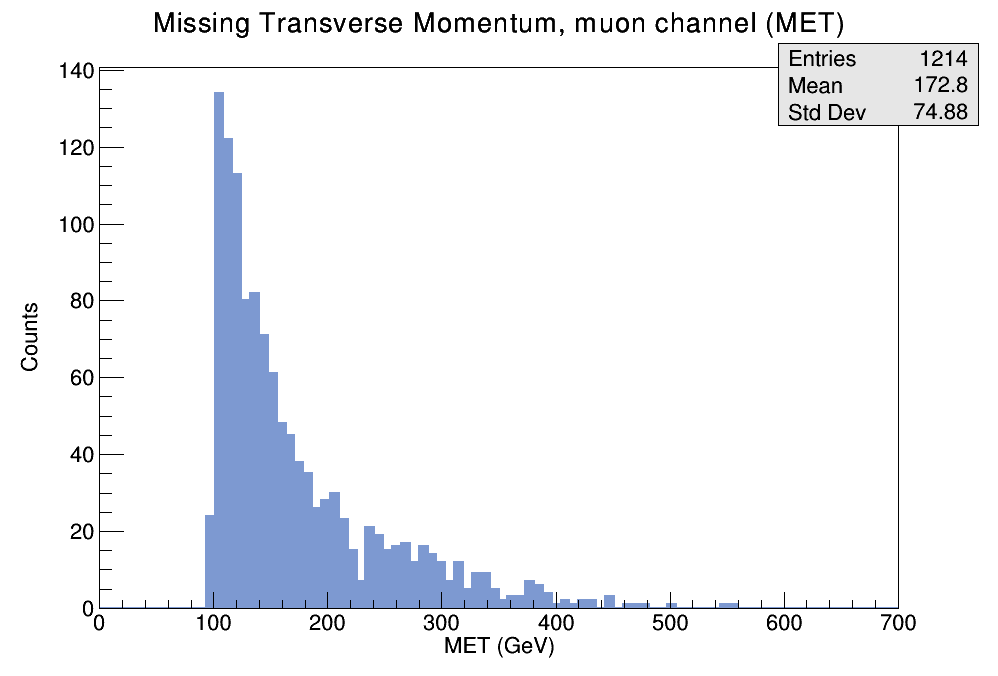 Missing Transverse Momentum, muon channel (MET)
Entries 1214
Mean 172.8
Std Dev 74.88
140
120
100
80
60
40
20
0
Counts
0 100 200 300 400 500 600 700
MET (GeV)